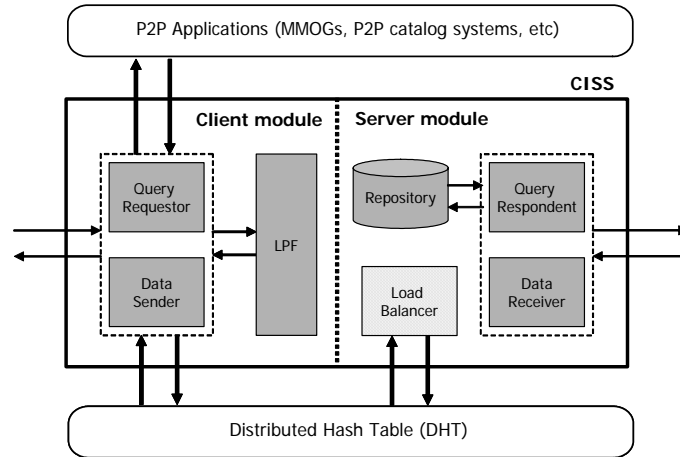 P2P Applications (MMOGs, P2P catalog systems, etc)
CISS
Client module
Server module
Query
Requestor
Data
Sender
LPF
Repository
Query
Respondent
Load
Balancer
Data
Receiver
Distributed Hash Table (DHT)